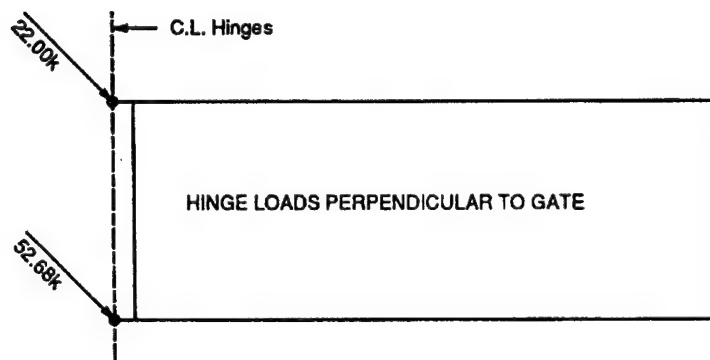 C.L. Hinges
22.00k
HINGE LOADS PERPENDICULAR TO GATE
52.68k